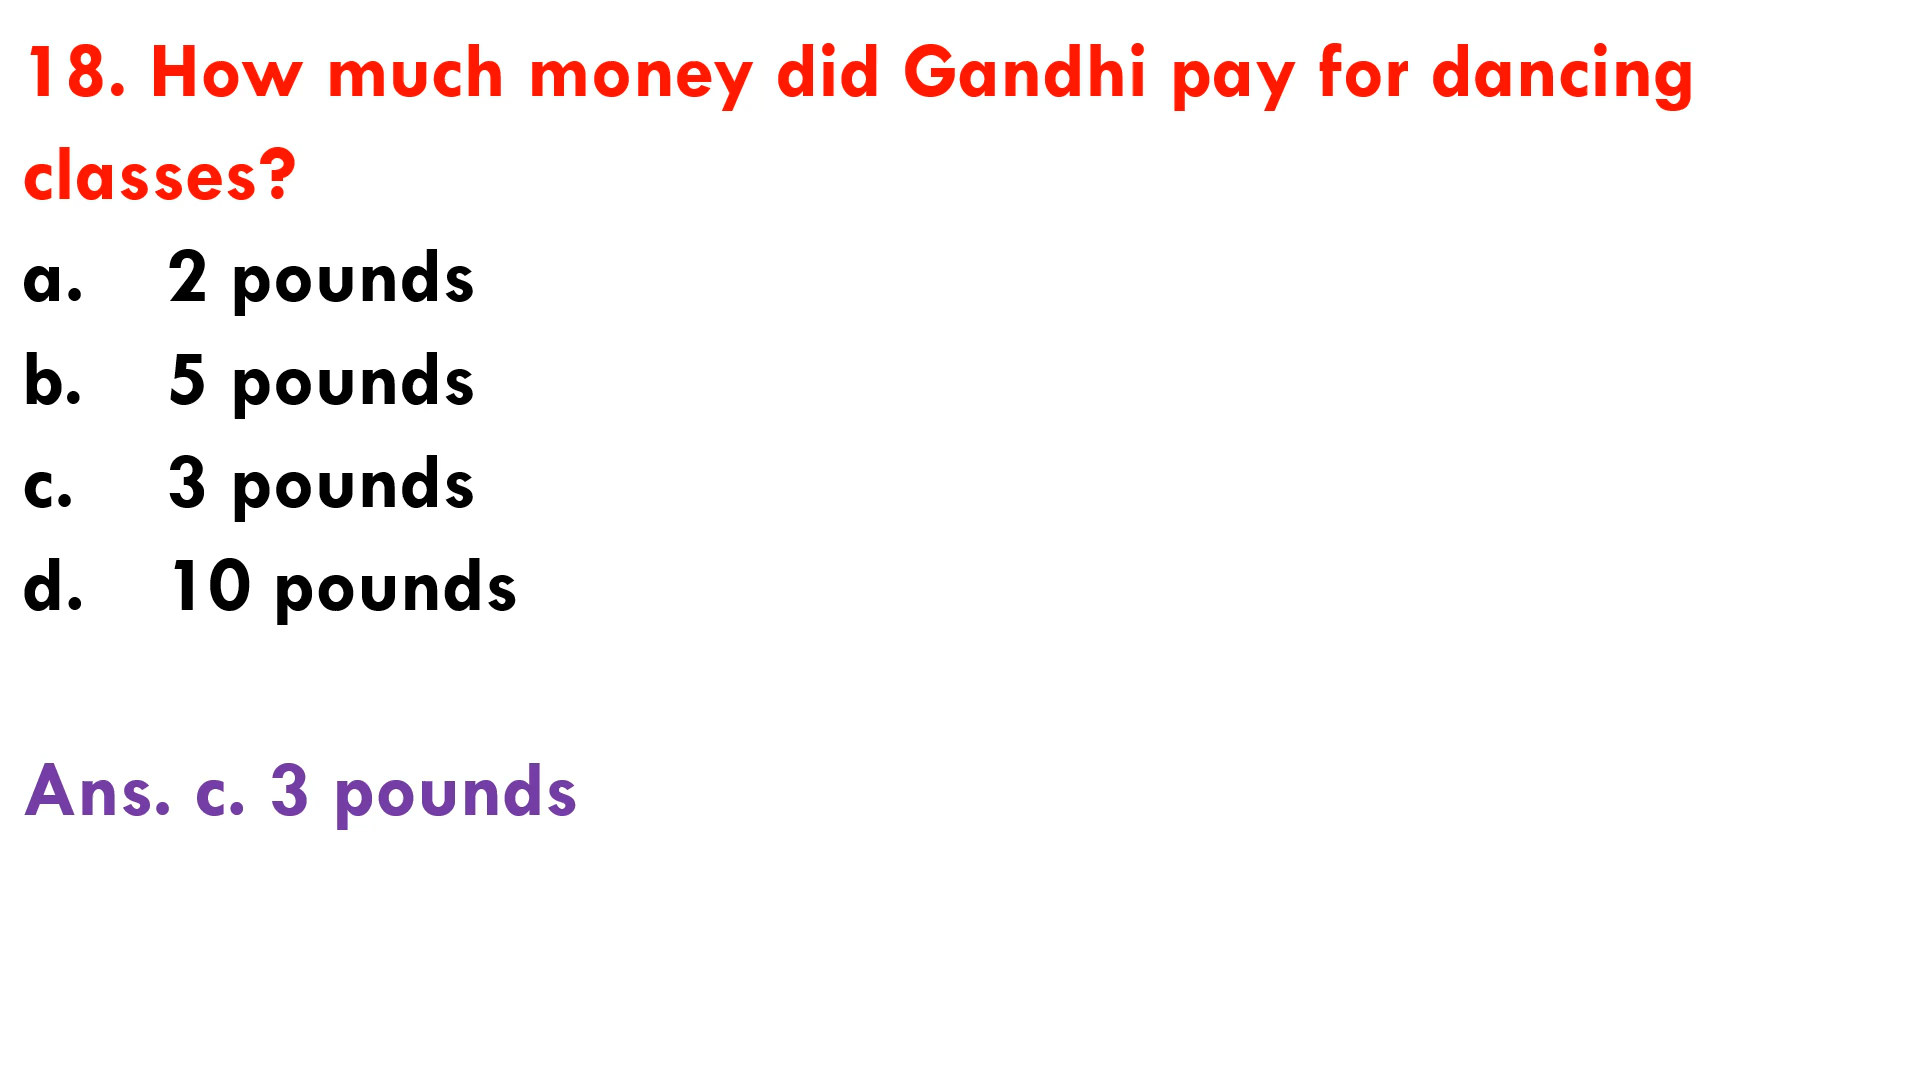 18. How much money did Gandhi pay for dancing
classes?
a. 2 pounds
b. 5 pounds
c. 3 pounds
d. 10 pounds
Ans. c. 3 pounds